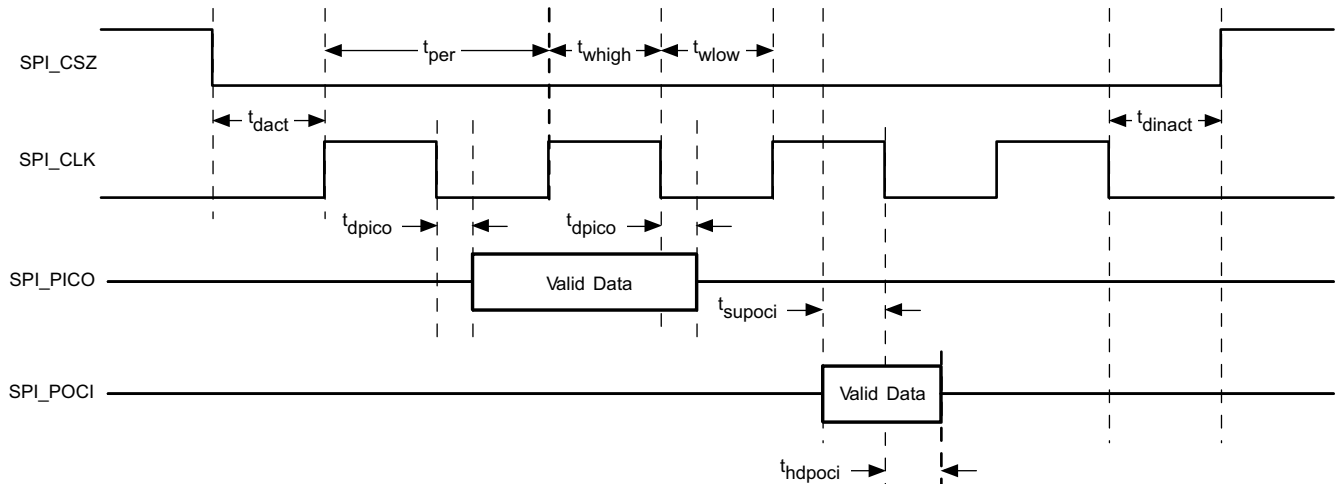 t_per
t_whigh
t_wlow
SPI_CSZ
t_dact
t_dinact
SPI_CLK
t_dpico
t_dpico
SPI_PICO
Valid Data
t_supoci
SPI_POCI
Valid Data
t_hdpoci